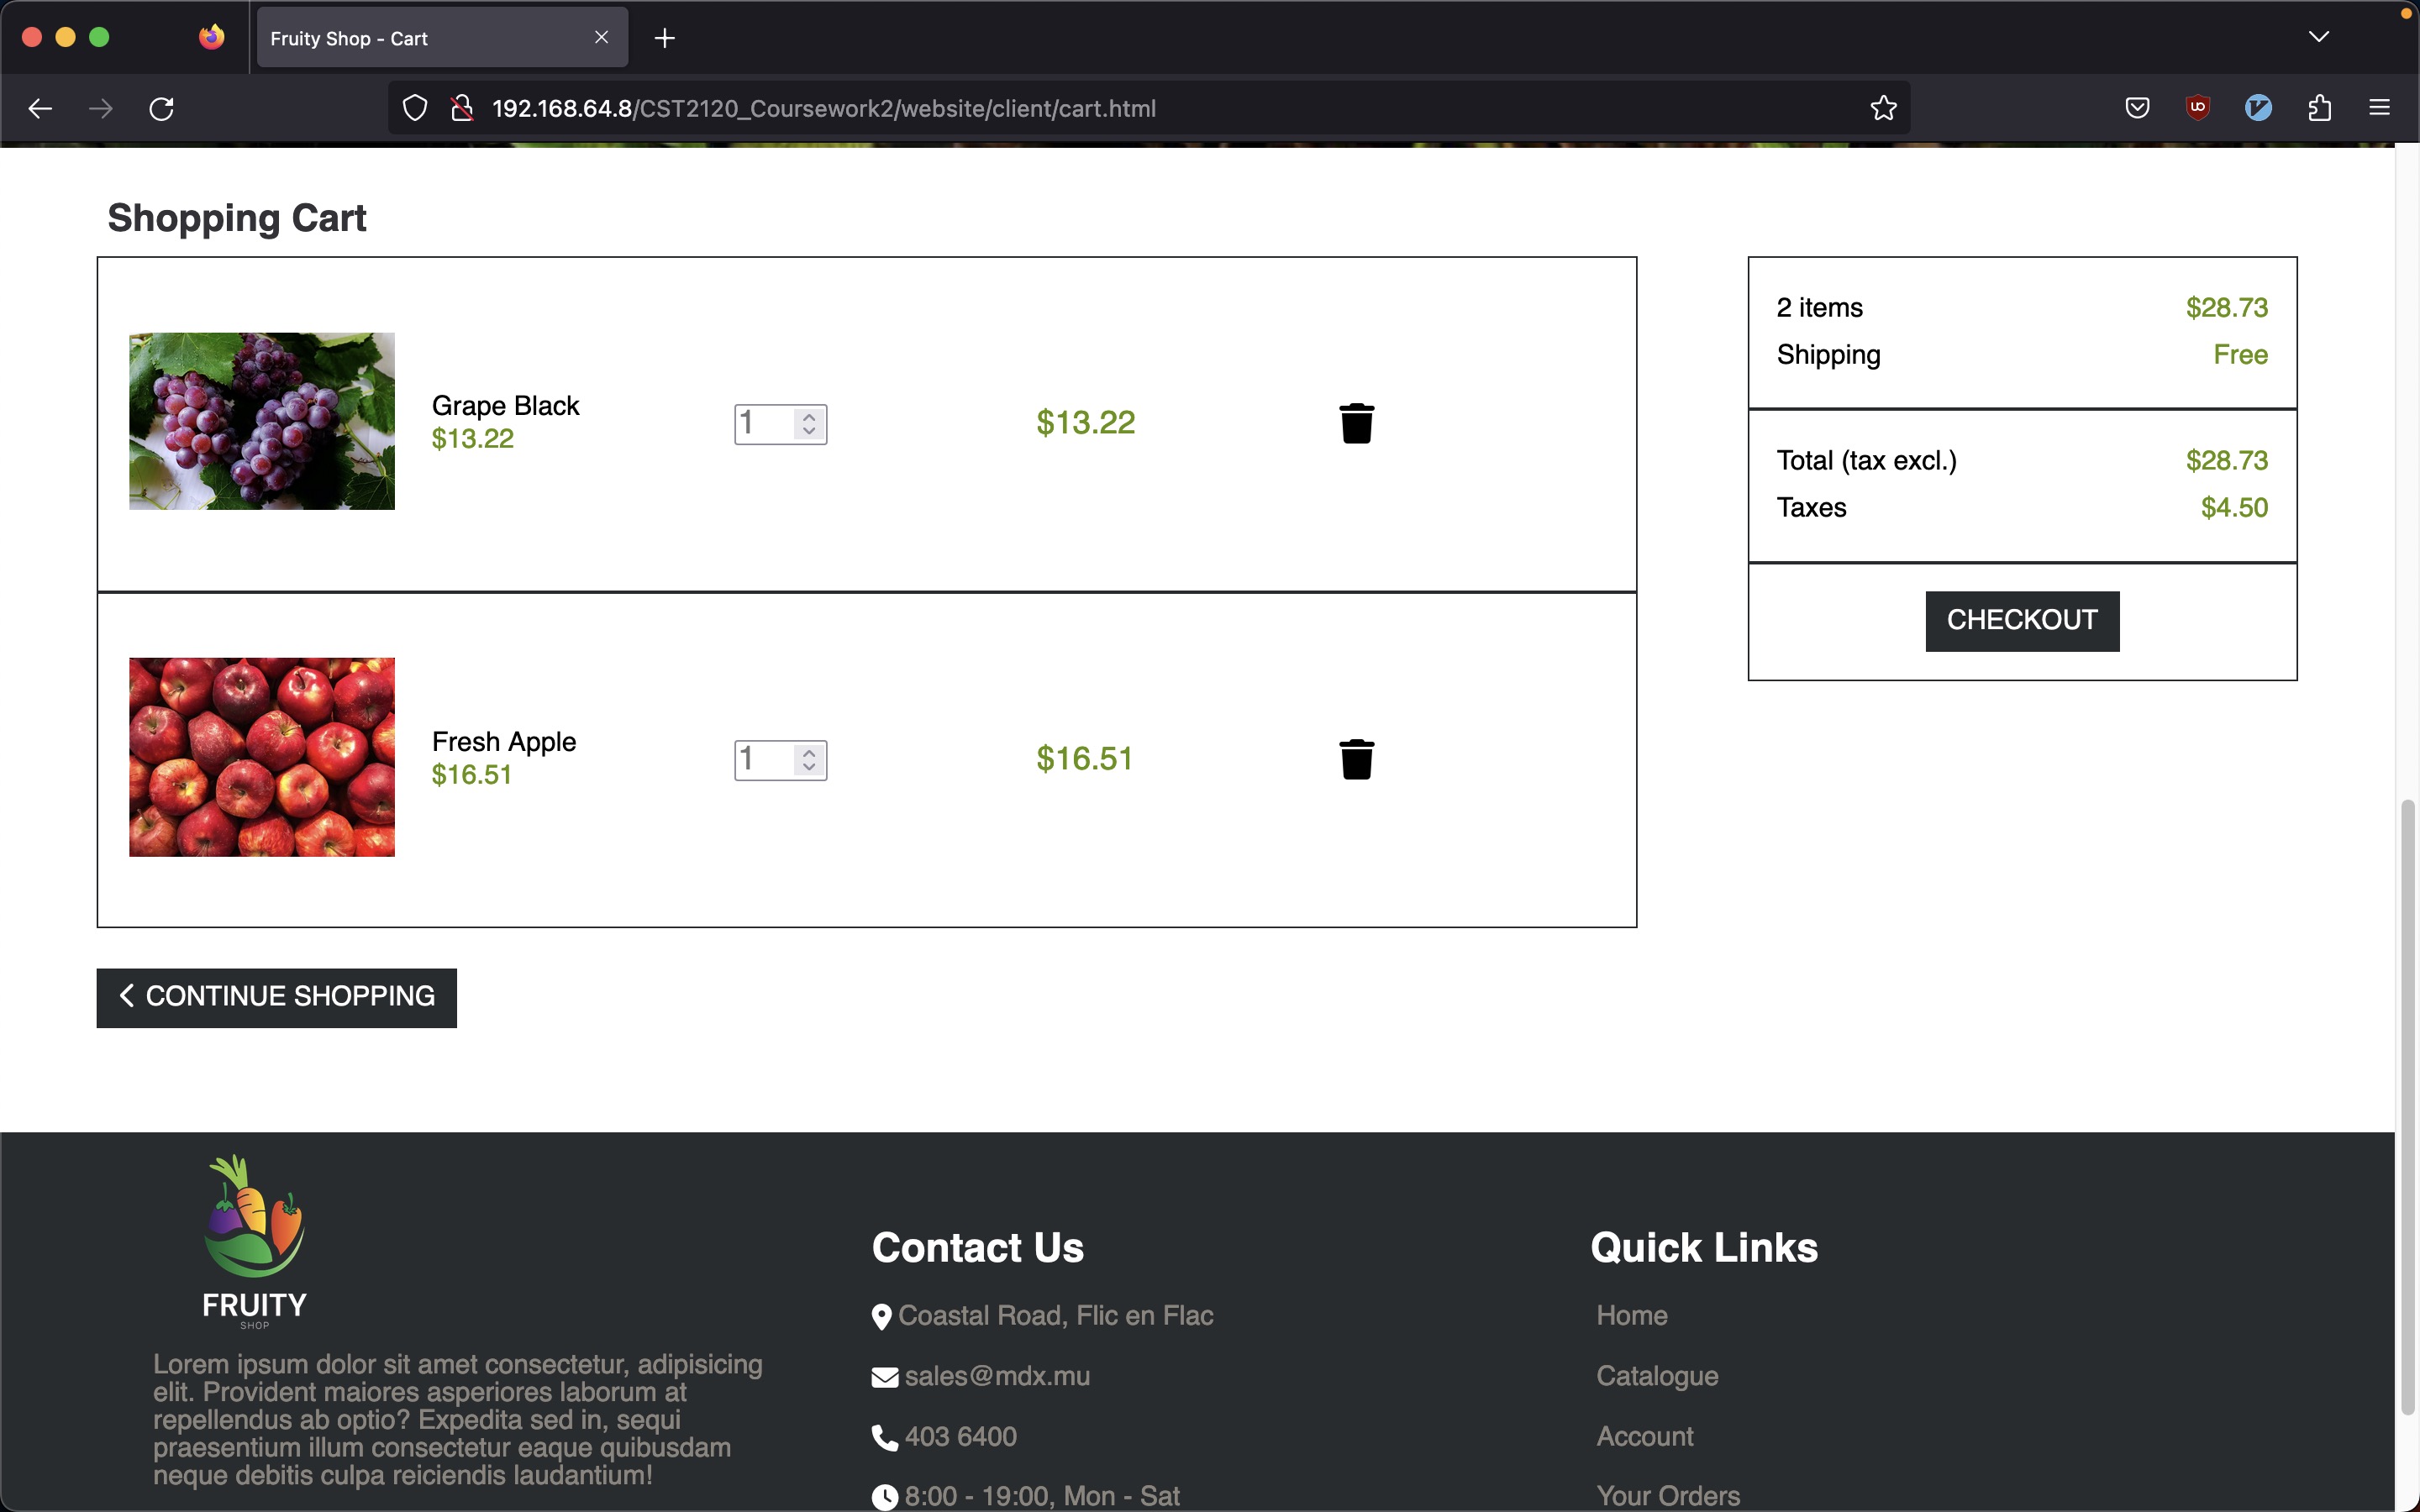 Fruity Shop - Cart
192.168.64.8/CST2120_Coursework2/website/client/cart.html
Shopping Cart
Grape Black
$13.22
1
$13.22
Fresh Apple
$16.51
1
$16.51
2 items $28.73
Shipping Free
Total (tax excl.) $28.73
Taxes $4.50
CHECKOUT
CONTINUE SHOPPING
FRUITY
SHOP
Lorem ipsum dolor sit amet consectetur, adipisicing
elit. Provident maiores asperiores laborum at
repellendus ab optio? Expedita sed in, sequi
praesentium illum consectetur eaque quibusdam
neque debitis culpa reiciendis laudantium!
Contact Us
Coastal Road, Flic en Flac
sales@mdx.mu
403 6400
8:00 - 19:00, Mon - Sat
Quick Links
Home
Catalogue
Account
Your Orders